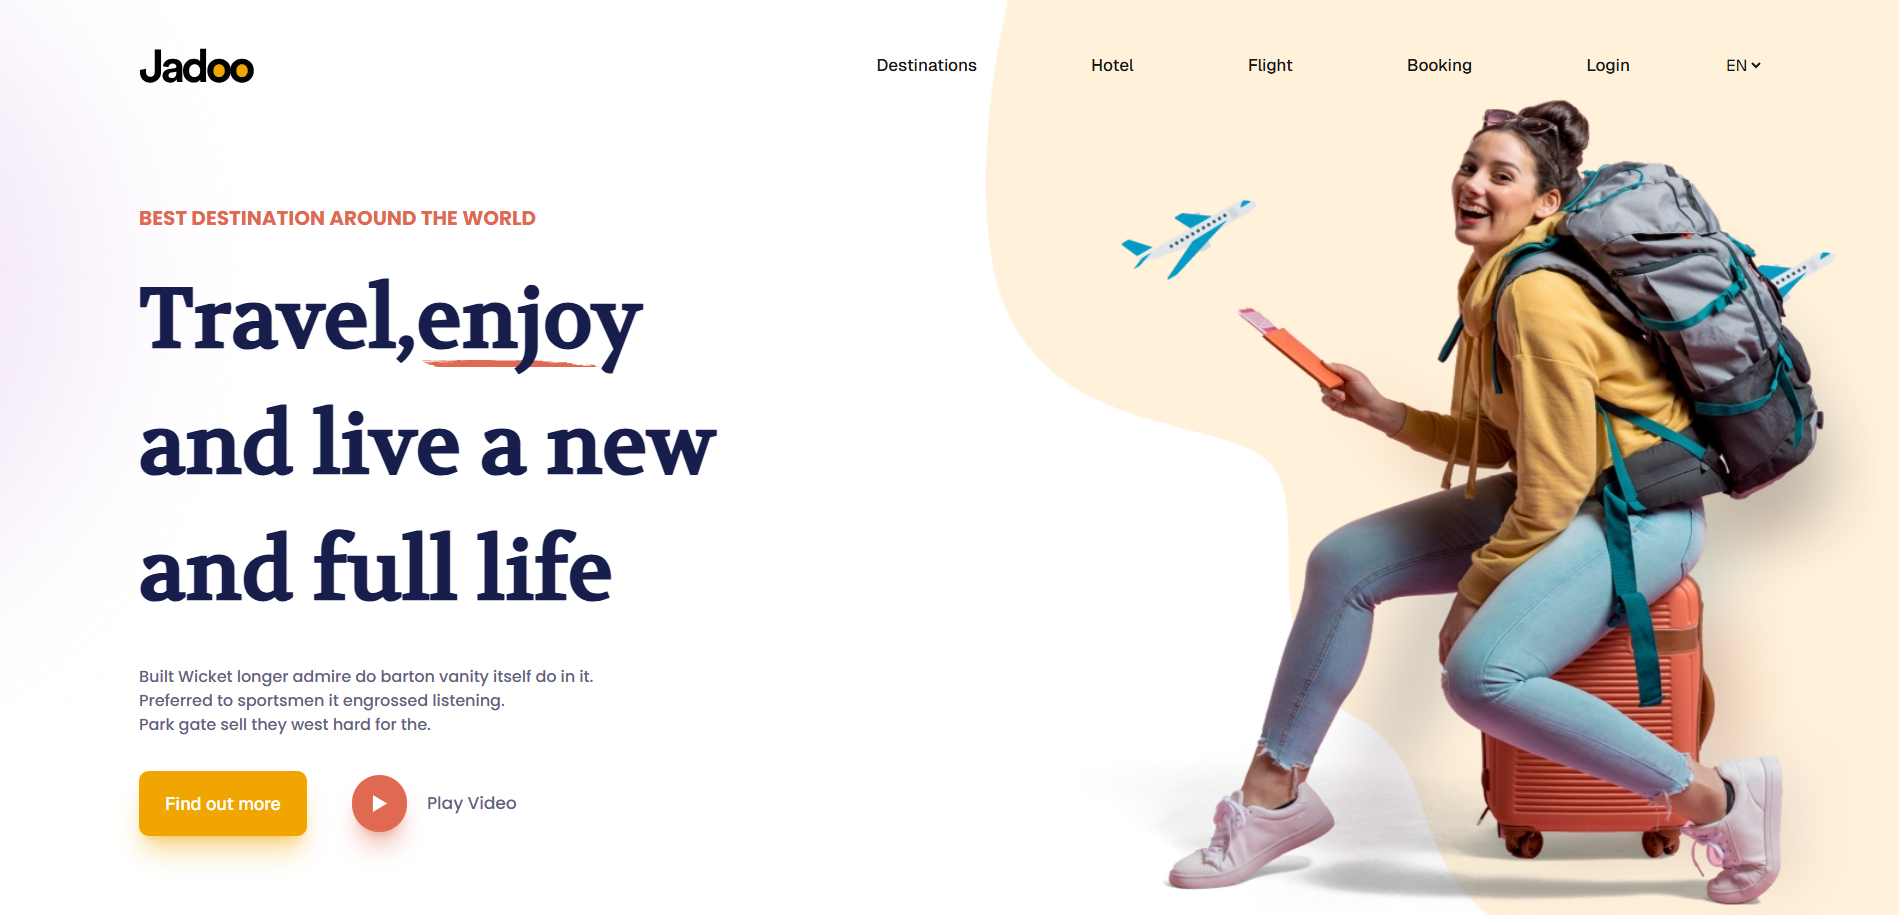 Jadoo
Destinations
Hotel
Flight
Booking
Login
EN
BEST DESTINATION AROUND THE WORLD
Travel,enjoy
and live a new
and full life
Built Wicket longer admire do barton vanity itself do in it.
Preferred to sportsmen it engrossed listening.
Park gate sell they west hard for the.
Find out more
Play Video